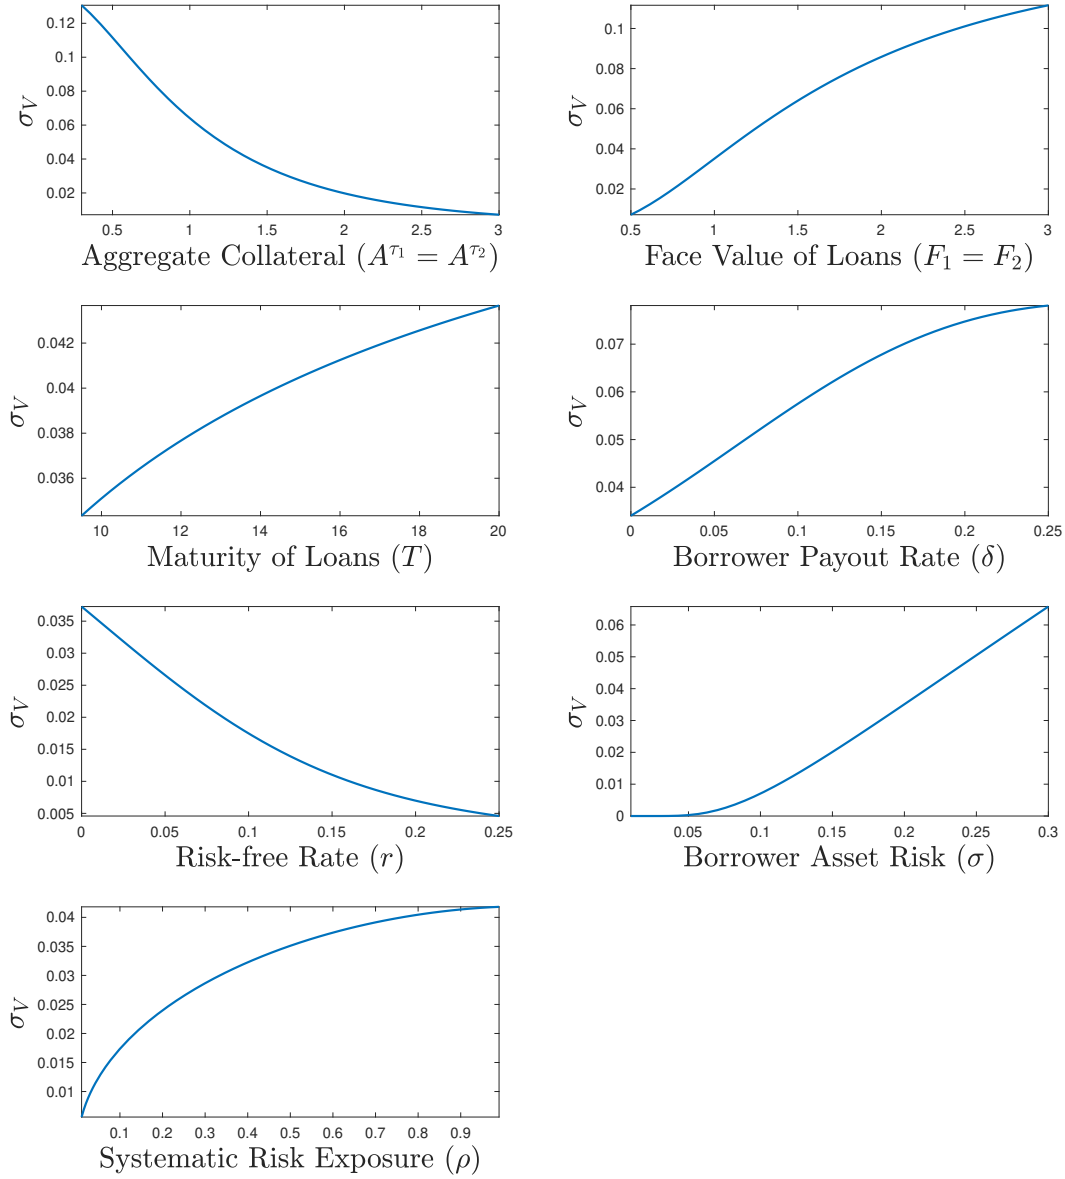 0.12
0.1
0.08
0.06
0.04
0.02
σ_V
0.5 1 1.5 2 2.5 3
Aggregate Collateral (A^{τ_1} = A^{τ_2})
0.1
0.08
0.06
0.04
0.02
σ_V
0.5 1 1.5 2 2.5 3
Face Value of Loans (F_1 = F_2)
0.042
0.04
0.038
0.036
σ_V
10 12 14 16 18 20
Maturity of Loans (T)
0.07
0.06
0.05
0.04
σ_V
0 0.05 0.1 0.15 0.2 0.25
Borrower Payout Rate (δ)
0.035
0.03
0.025
0.02
0.015
0.01
0.005
σ_V
0 0.05 0.1 0.15 0.2 0.25
Risk-free Rate (r)
0.06
0.05
0.04
0.03
0.02
0.01
0
σ_V
0.05 0.1 0.15 0.2 0.25 0.3
Borrower Asset Risk (σ)
0.04
0.035
0.03
0.025
0.02
0.015
0.01
σ_V
0.1 0.2 0.3 0.4 0.5 0.6 0.7 0.8 0.9
Systematic Risk Exposure (ρ)